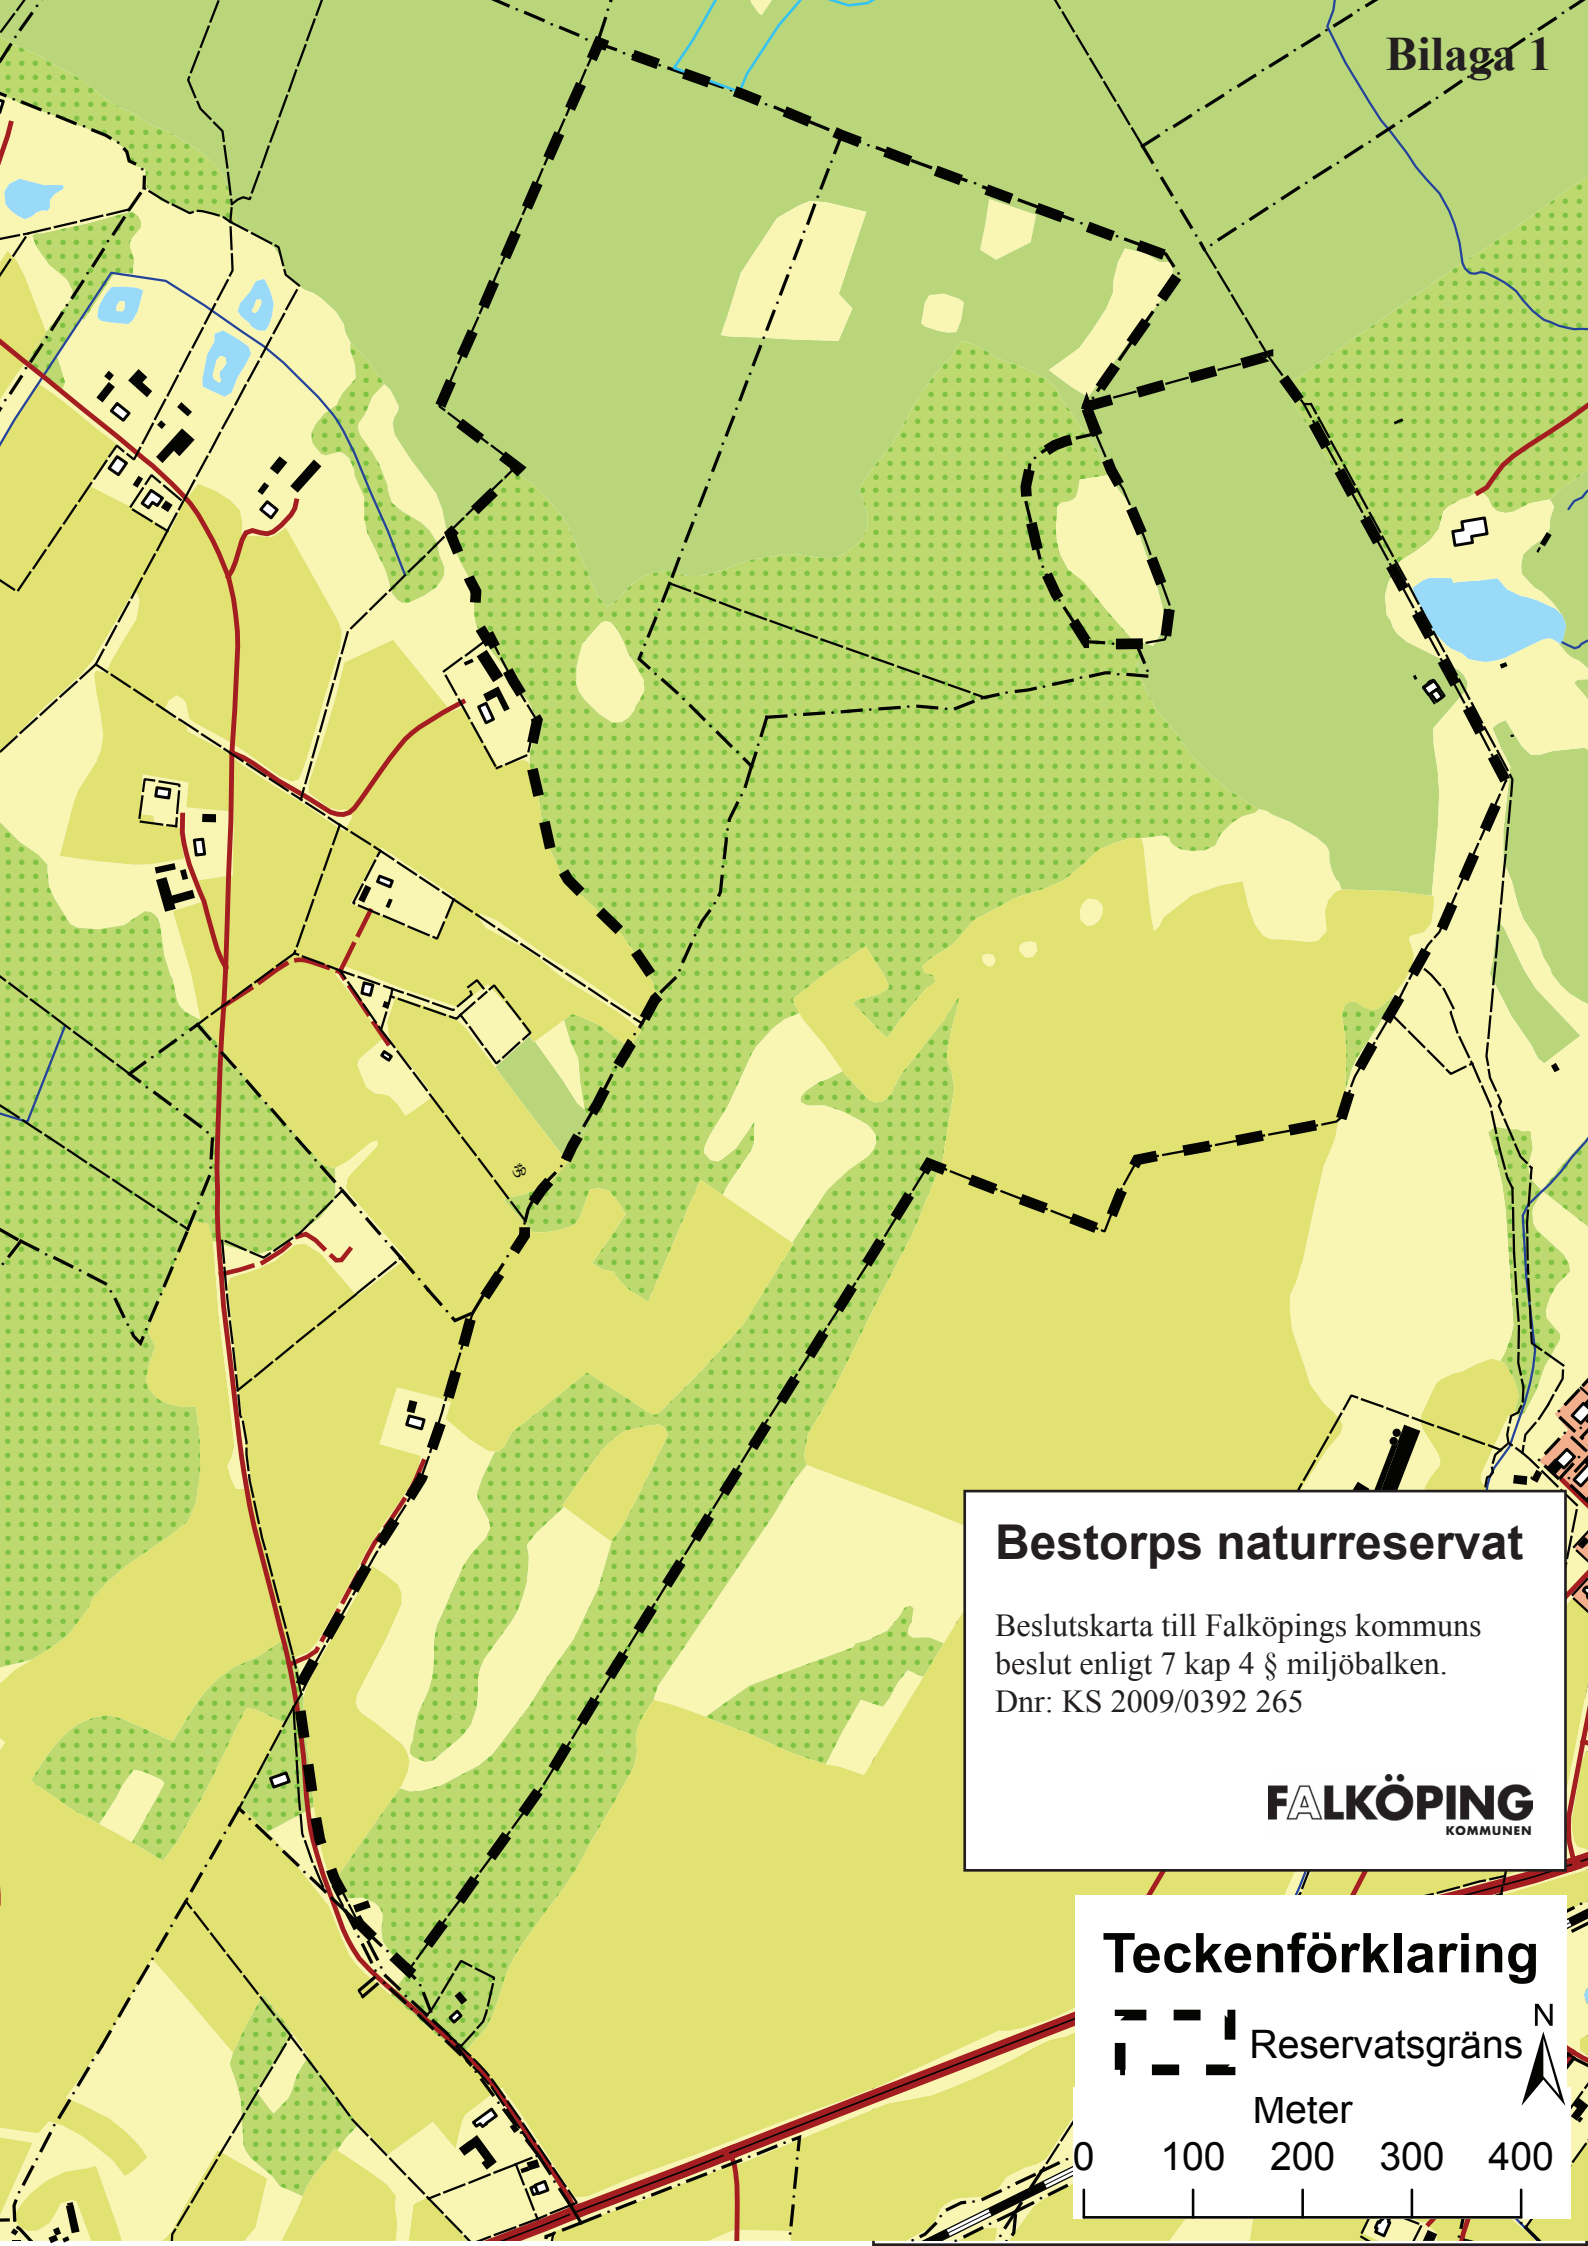 Bilaga 1
Bestorps naturreservat
Beslutskarta till Falköpings kommuns
beslut enligt 7 kap 4 § miljöbalken.
Dnr: KS 2009/0392 265
FALKÖPING
KOMMUNEN
Teckenförklaring
Reservatsgräns
N
Meter
0 100 200 300 400